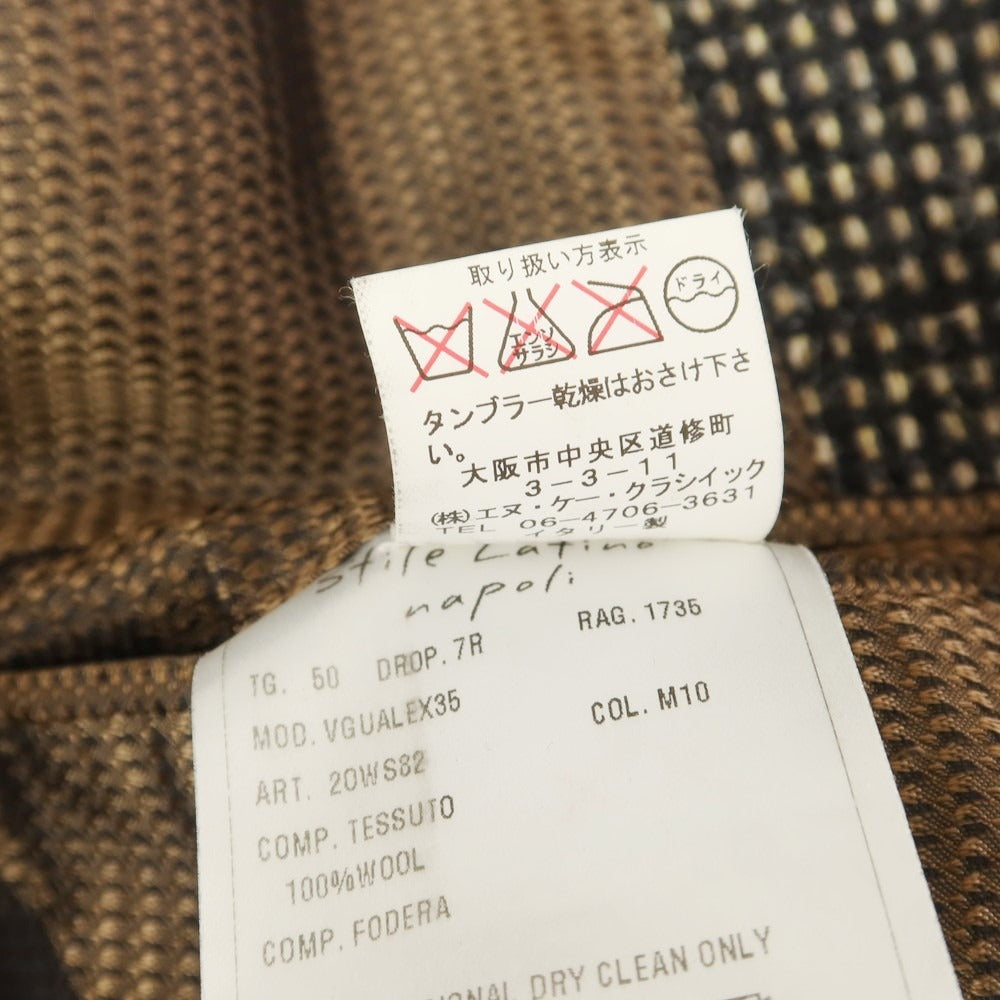 取り扱い方表示
エンソ
サラシ
ドライ
タンブラー乾燥はおさけ下さ
い。
大阪市中央区道修町
3-3-11
(株)エヌ・ケー・クラシイック
TEL 06-4706-3631
イタリー製
Stile Latino
napoli
TG. 50 DROP. 7R RAG. 1735
MOD. VGUALEX35 COL. M10
ART. 20WS82
COMP. TESSUTO
100%WOOL
COMP. FODERA
DRY CLEAN ONLY